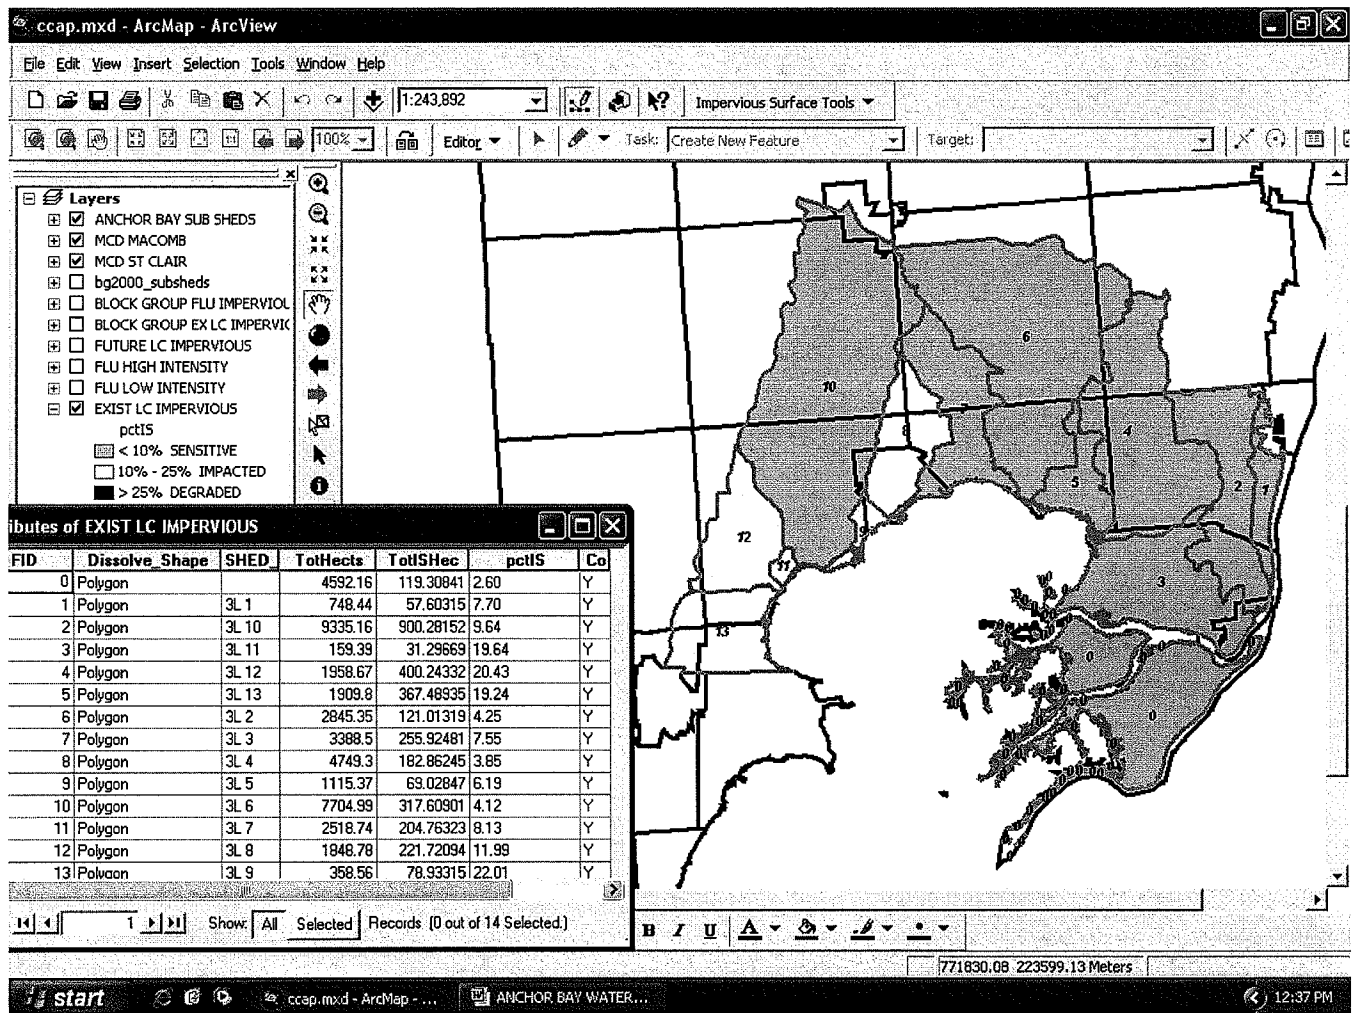 ccap.mxd - ArcMap - ArcView
File Edit View Insert Selection Tools Window Help
1:243,892
Impervious Surface Tools
100%
Editor
Task: Create New Feature
Target:
Layers
ANCHOR BAY SUB SHEDS
MCD MACOMB
MCD ST CLAIR
bg2000_subsheds
BLOCK GROUP FLU IMPERVIOU
BLOCK GROUP EX LC IMPERVIC
FUTURE LC IMPERVIOUS
FLU HIGH INTENSITY
FLU LOW INTENSITY
EXIST LC IMPERVIOUS
pctIS
< 10% SENSITIVE
10% - 25% IMPACTED
> 25% DEGRADED
6
10
8
7
4
5
2
1
12
9
11
3
13
0
0
0
ibutes of EXIST LC IMPERVIOUS
FID Dissolve_Shape SHED_ TotHects TotISHec pctIS Co
0 Polygon 4592.16 119.30841 2.60 Y
1 Polygon 3L 1 748.44 57.60315 7.70 Y
2 Polygon 3L 10 9335.16 900.28152 9.64 Y
3 Polygon 3L 11 159.39 31.29669 19.64 Y
4 Polygon 3L 12 1958.67 400.24332 20.43 Y
5 Polygon 3L 13 1909.8 367.48935 19.24 Y
6 Polygon 3L 2 2845.35 121.01319 4.25 Y
7 Polygon 3L 3 3388.5 255.92481 7.55 Y
8 Polygon 3L 4 4749.3 182.86245 3.85 Y
9 Polygon 3L 5 1115.37 69.02847 6.19 Y
10 Polygon 3L 6 7704.99 317.60901 4.12 Y
11 Polygon 3L 7 2518.74 204.76323 8.13 Y
12 Polygon 3L 8 1848.78 221.72094 11.99 Y
13 Polygon 3L 9 358.56 78.93315 22.01 Y
1 Show: All Selected Records (0 out of 14 Selected.)
B I U A
771830.08 223599.13 Meters
start ccap.mxd - ArcMap - ... ANCHOR BAY WATER... 12:37 PM